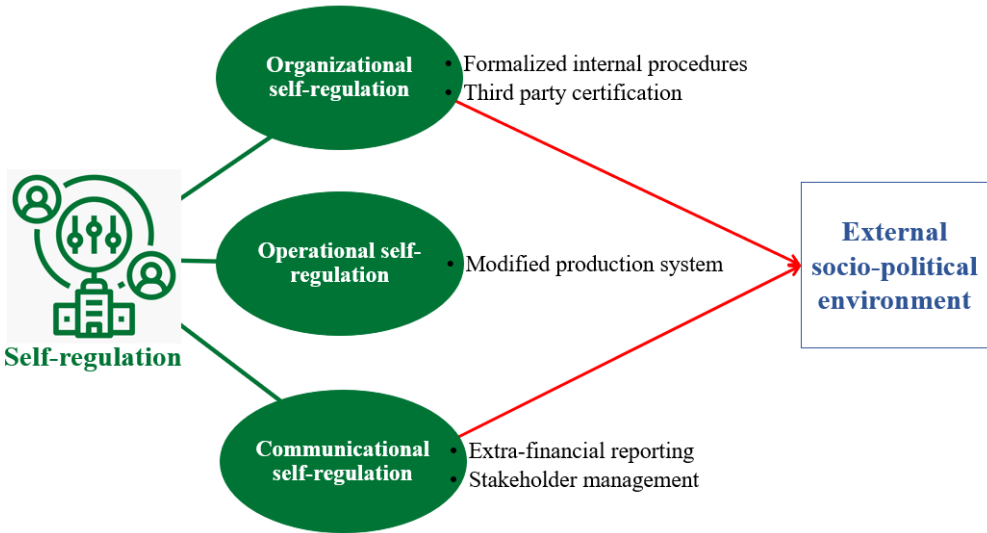 Organizational
self-regulation
• Formalized internal procedures
• Third party certification
Self-regulation
Operational self-
regulation
• Modified production system
External
socio-political
environment
Communicational
self-regulation
• Extra-financial reporting
• Stakeholder management